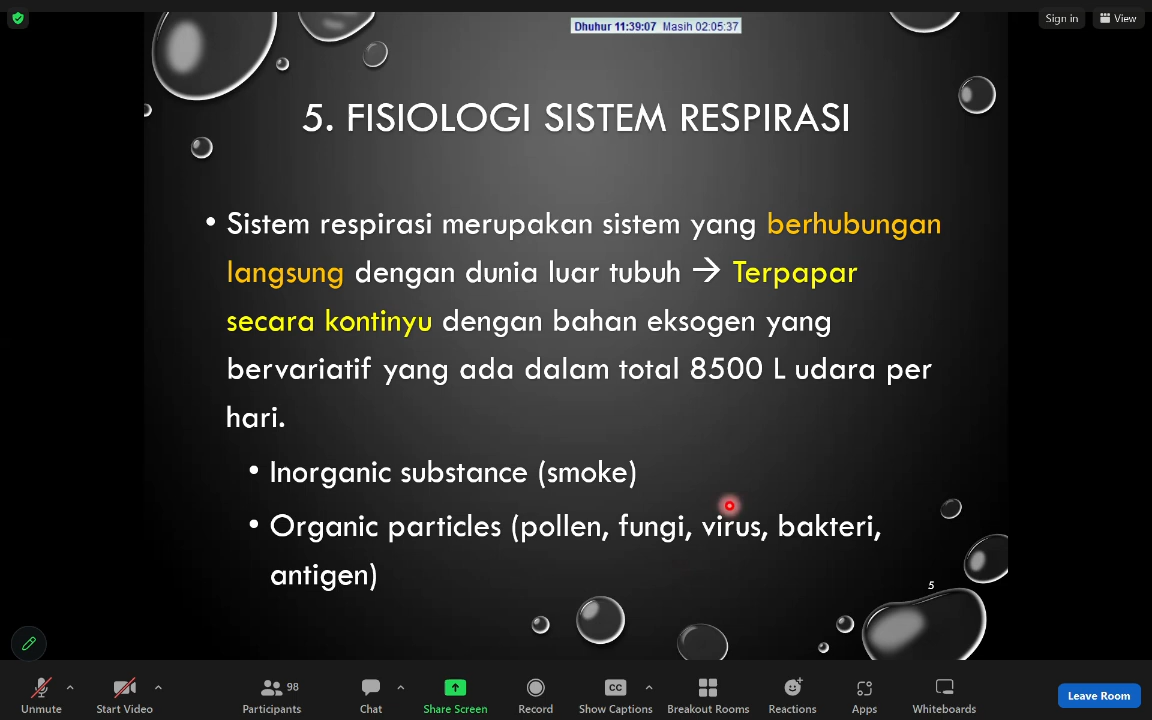 Dhuhur 11:39:07 Masih 02:05:37
Sign in
View
5. FISIOLOGI SISTEM RESPIRASI
• Sistem respirasi merupakan sistem yang berhubungan
langsung dengan dunia luar tubuh → Terpapar
secara kontinyu dengan bahan eksogen yang
bervariatif yang ada dalam total 8500 L udara per
hari.
• Inorganic substance (smoke)
• Organic particles (pollen, fungi, virus, bakteri,
antigen)
5
Unmute
Start Video
98
Participants
Chat
Share Screen
Record
CC
Show Captions
Breakout Rooms
Reactions
Apps
Whiteboards
Leave Room